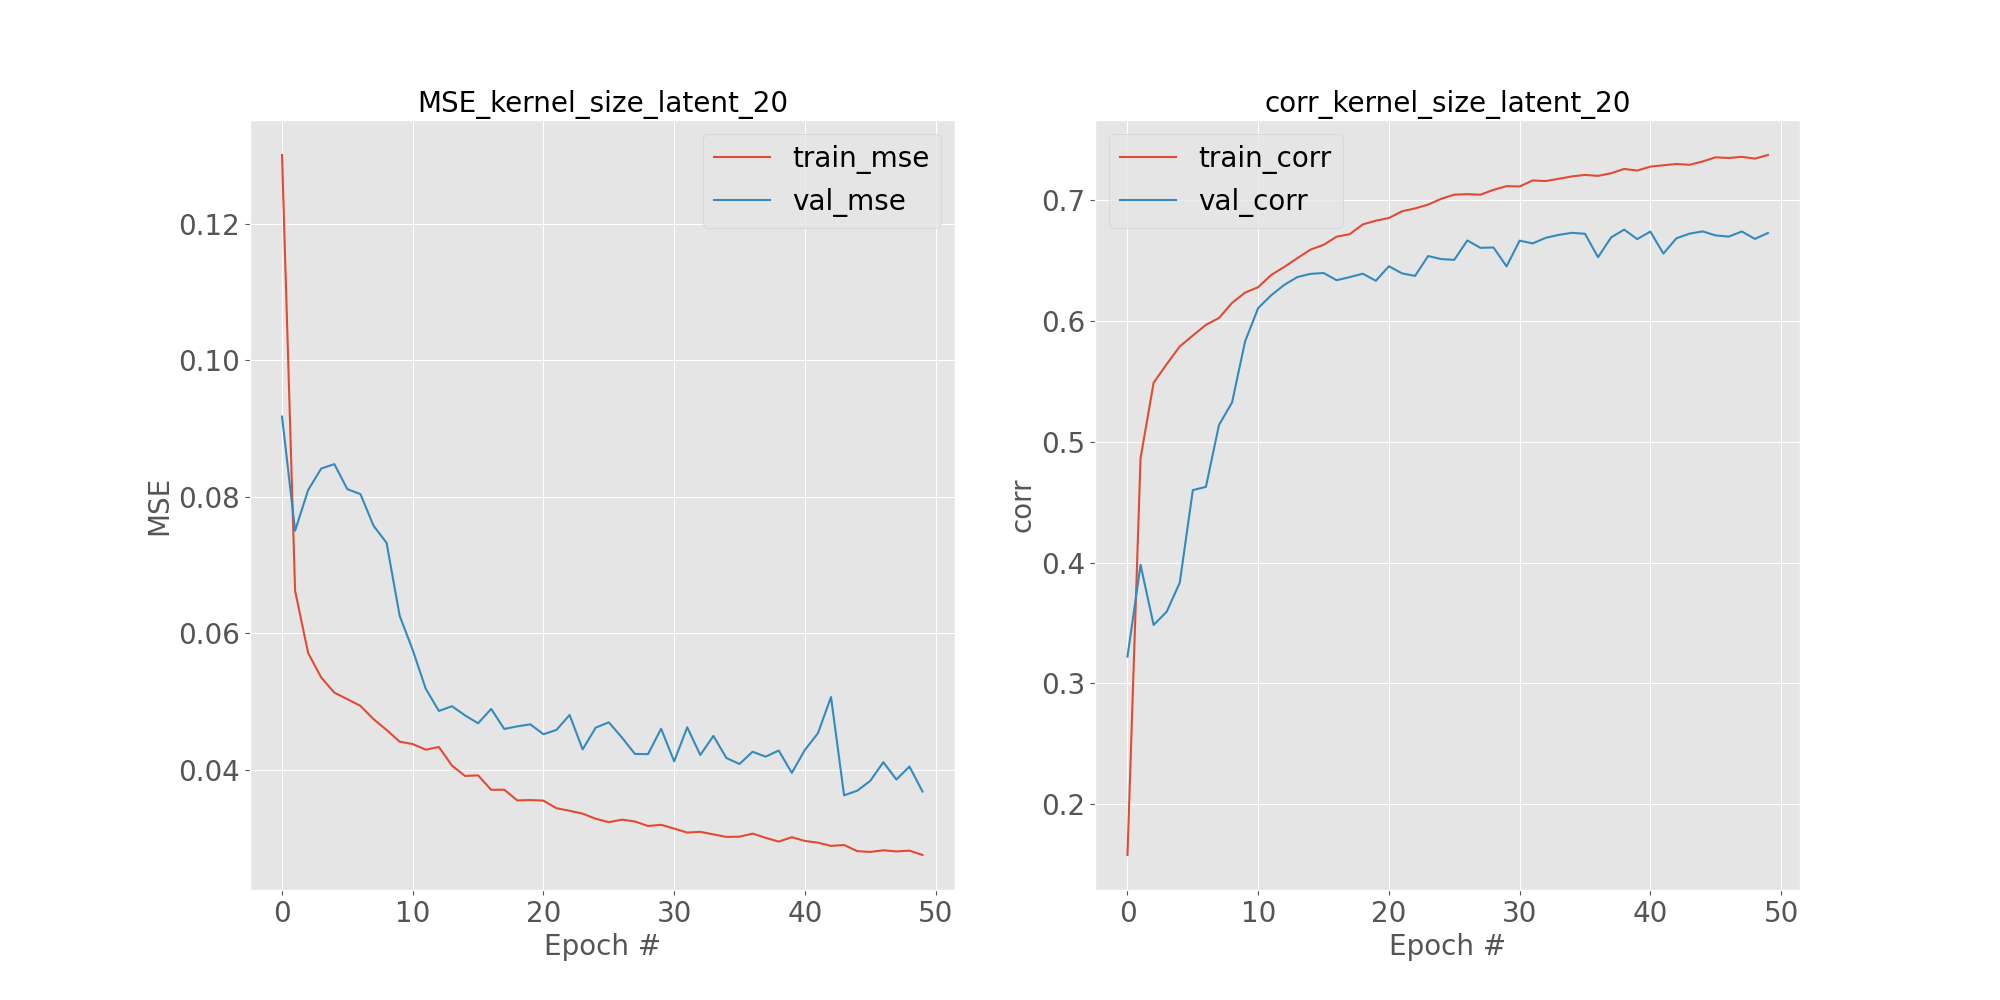 MSE_kernel_size_latent_20
train_mse
val_mse
0.12
0.10
0.08
0.06
0.04
MSE
0 10 20 30 40 50
Epoch #
corr_kernel_size_latent_20
train_corr
val_corr
0.7
0.6
0.5
0.4
0.3
0.2
corr
0 10 20 30 40 50
Epoch #